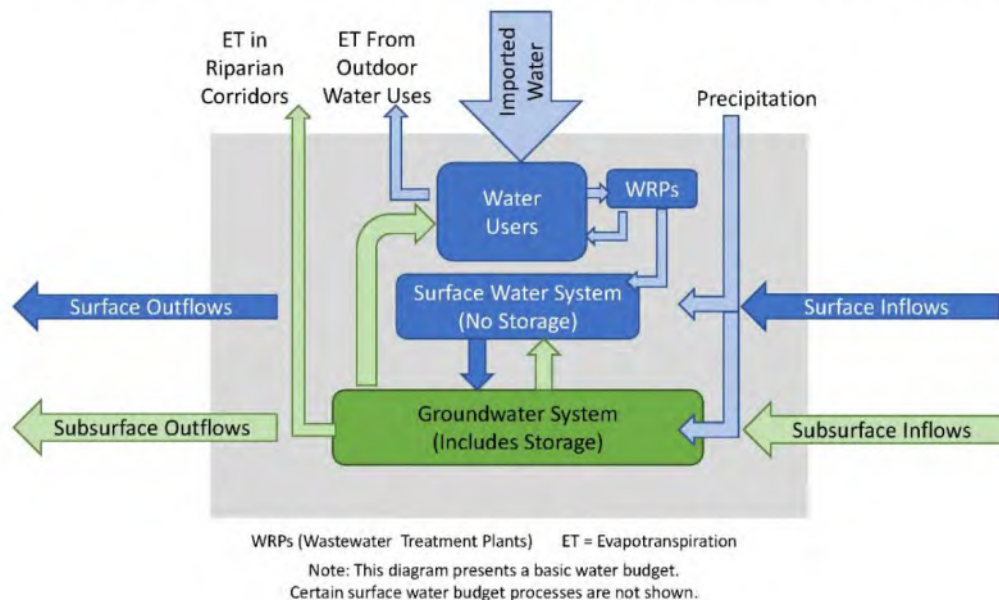 ET in
Riparian
Corridors
ET From
Outdoor
Water Uses
Imported
Water
Precipitation
Water
Users
WRPs
Surface Water System
(No Storage)
Surface Outflows
Surface Inflows
Groundwater System
(Includes Storage)
Subsurface Outflows
Subsurface Inflows
WRPs (Wastewater Treatment Plants) ET = Evapotranspiration
Note: This diagram presents a basic water budget.
Certain surface water budget processes are not shown.